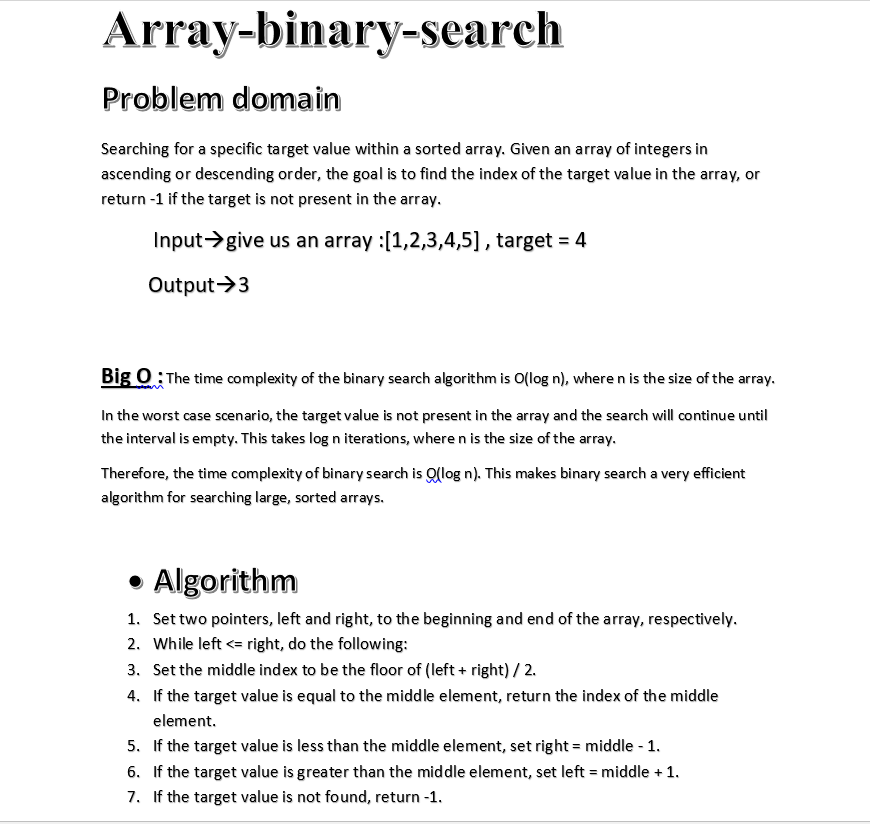 Array-binary-search
Problem domain
Searching for a specific target value within a sorted array. Given an array of integers in
ascending or descending order, the goal is to find the index of the target value in the array, or
return -1 if the target is not present in the array.
Input→give us an array :[1,2,3,4,5] , target = 4
Output→3
Big O : The time complexity of the binary search algorithm is O(log n), where n is the size of the array.
In the worst case scenario, the target value is not present in the array and the search will continue until
the interval is empty. This takes log n iterations, where n is the size of the array.
Therefore, the time complexity of binary search is O(log n). This makes binary search a very efficient
algorithm for searching large, sorted arrays.
• Algorithm
1. Set two pointers, left and right, to the beginning and end of the array, respectively.
2. While left <= right, do the following:
3. Set the middle index to be the floor of (left + right) / 2.
4. If the target value is equal to the middle element, return the index of the middle
element.
5. If the target value is less than the middle element, set right = middle - 1.
6. If the target value is greater than the middle element, set left = middle + 1.
7. If the target value is not found, return -1.